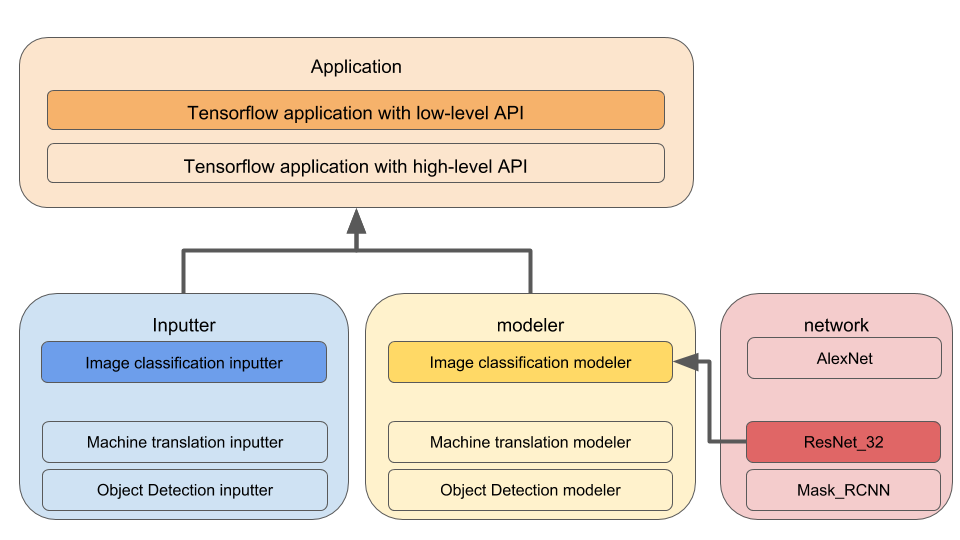 Application
Tensorflow application with low-level API
Tensorflow application with high-level API
Inputter
Image classification inputter
Machine translation inputter
Object Detection inputter
modeler
Image classification modeler
Machine translation modeler
Object Detection modeler
network
AlexNet
ResNet_32
Mask_RCNN